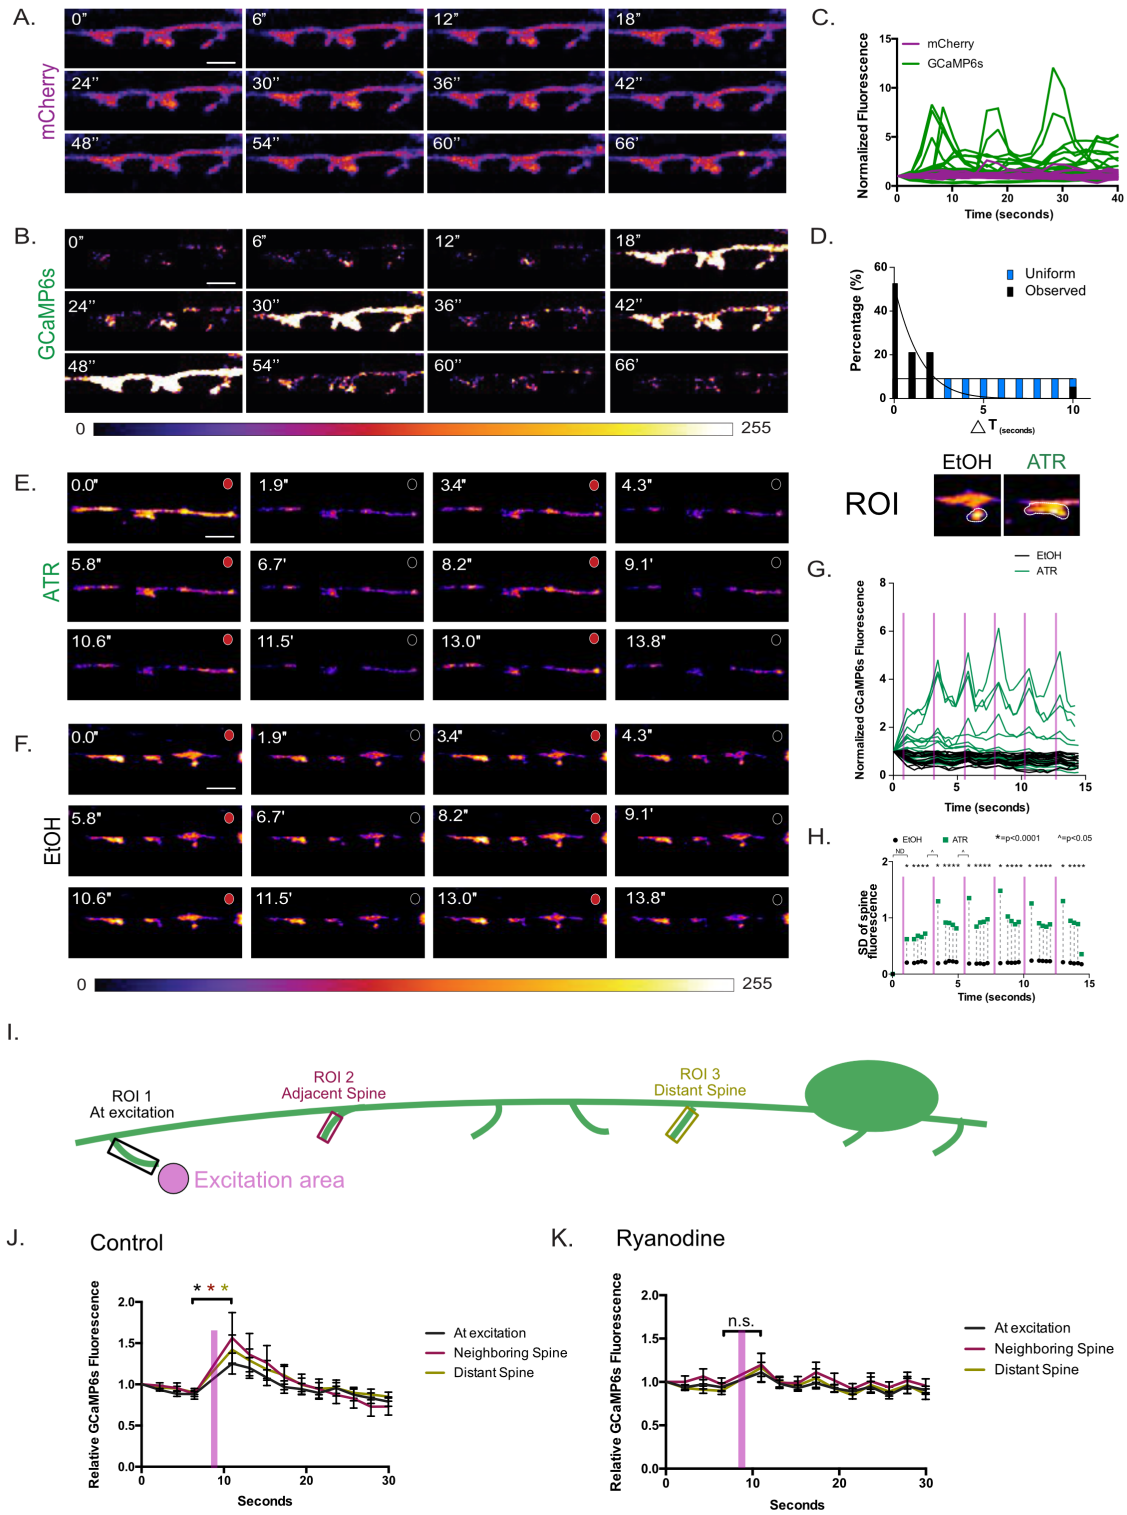 A.
mCherry
0” 6” 12” 18”
24’’ 30’’ 36’’ 42’’
48’’ 54’’ 60’’ 66’
B.
GCaMP6s
0” 6” 12” 18”
24’’ 30’’ 36’’ 42’’
48’’ 54’’ 60’’ 66’
0 255
C.
Normalized Fluorescence
mCherry
GCaMP6s
15
10
5
0
0 10 20 30 40
Time (seconds)
D.
Percentage (%)
Uniform
Observed
60
40
20
0
0 5 10
△ T (seconds)
E.
ATR
0.0" 1.9" 3.4" 4.3"
5.8" 6.7' 8.2" 9.1'
10.6" 11.5' 13.0" 13.8"
F.
EtOH
0.0" 1.9" 3.4" 4.3"
5.8" 6.7' 8.2" 9.1'
10.6" 11.5' 13.0" 13.8"
0 255
EtOH ATR
ROI
G.
EtOH
ATR
Normalized GCaMP6s Fluorescence
8
6
4
2
0
0 5 10 15
Time (seconds)
H.
EtOH ATR *=p<0.0001 ^=p<0.05
ND ^ ^
* **** * **** * **** * **** * **** * ****
SD of spine
fluorescence
2
1
0
0 5 10 15
Time (seconds)
I.
ROI 1
At excitation
ROI 2
Adjacent Spine
ROI 3
Distant Spine
Excitation area
J.
Control
* * *
Relative GCaMP6s Fluorescence
2.0
1.5
1.0
0.5
0.0
0 10 20 30
Seconds
At excitation
Neighboring Spine
Distant Spine
K.
Ryanodine
n.s.
Relative GCaMP6s Fluorescence
2.0
1.5
1.0
0.5
0.0
0 10 20 30
Seconds
At excitation
Neighboring Spine
Distant Spine